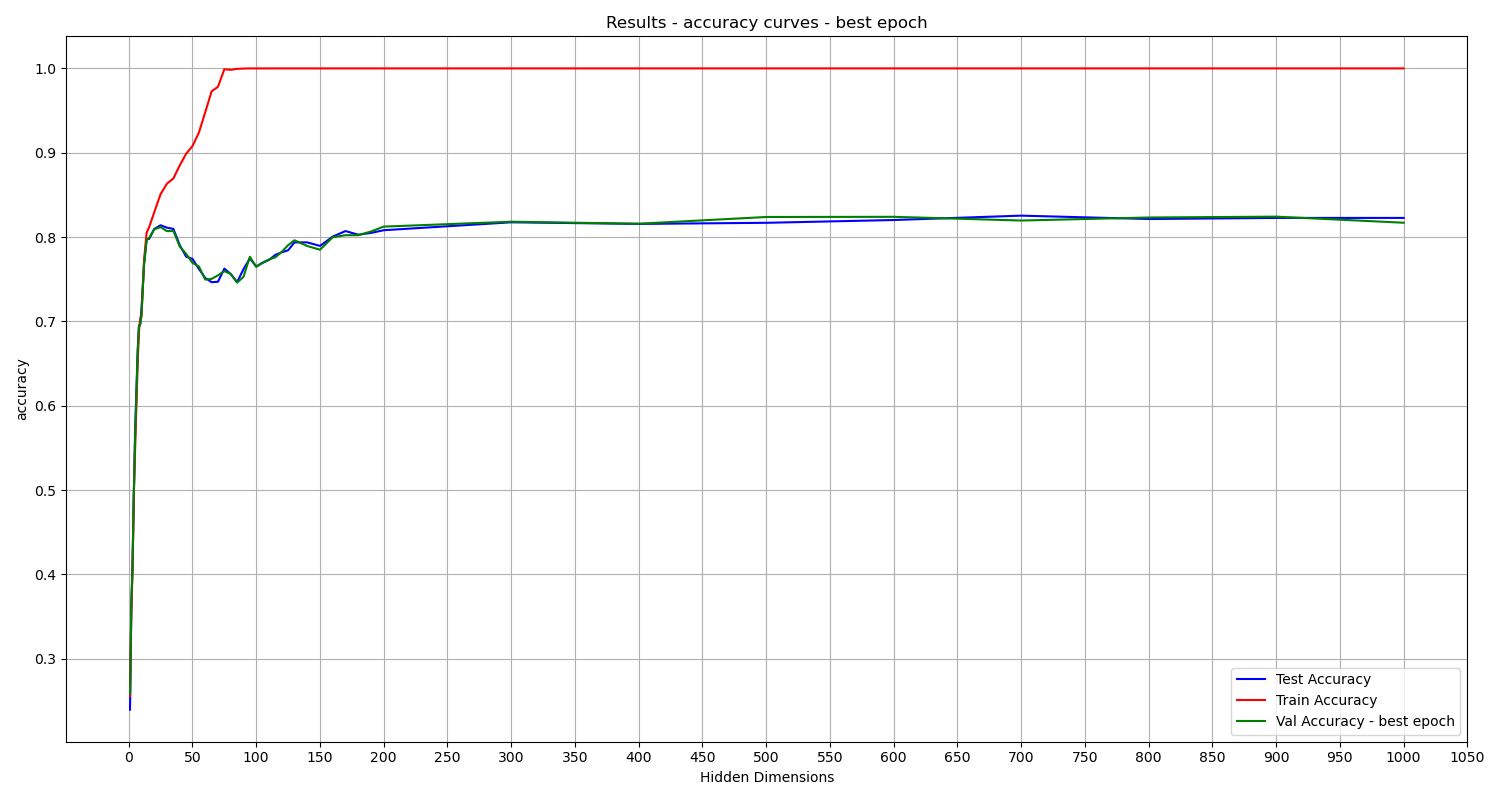 Results - accuracy curves - best epoch
1.0
0.9
0.8
0.7
0.6
0.5
0.4
0.3
accuracy
0 50 100 150 200 250 300 350 400 450 500 550 600 650 700 750 800 850 900 950 1000 1050
Hidden Dimensions
Test Accuracy
Train Accuracy
Val Accuracy - best epoch